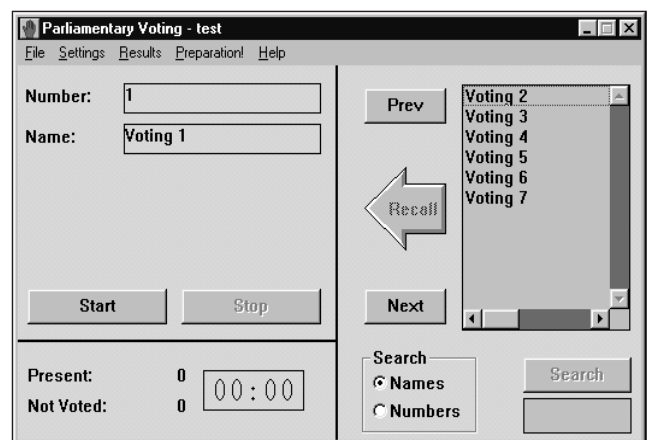 Parliamentary Voting - test
File Settings Results Preparation! Help
Number: 1
Name: Voting 1
Start Stop
Present: 0
Not Voted: 0
00:00
Prev
Recall
Next
Voting 2
Voting 3
Voting 4
Voting 5
Voting 6
Voting 7
Search
Names
Numbers
Search